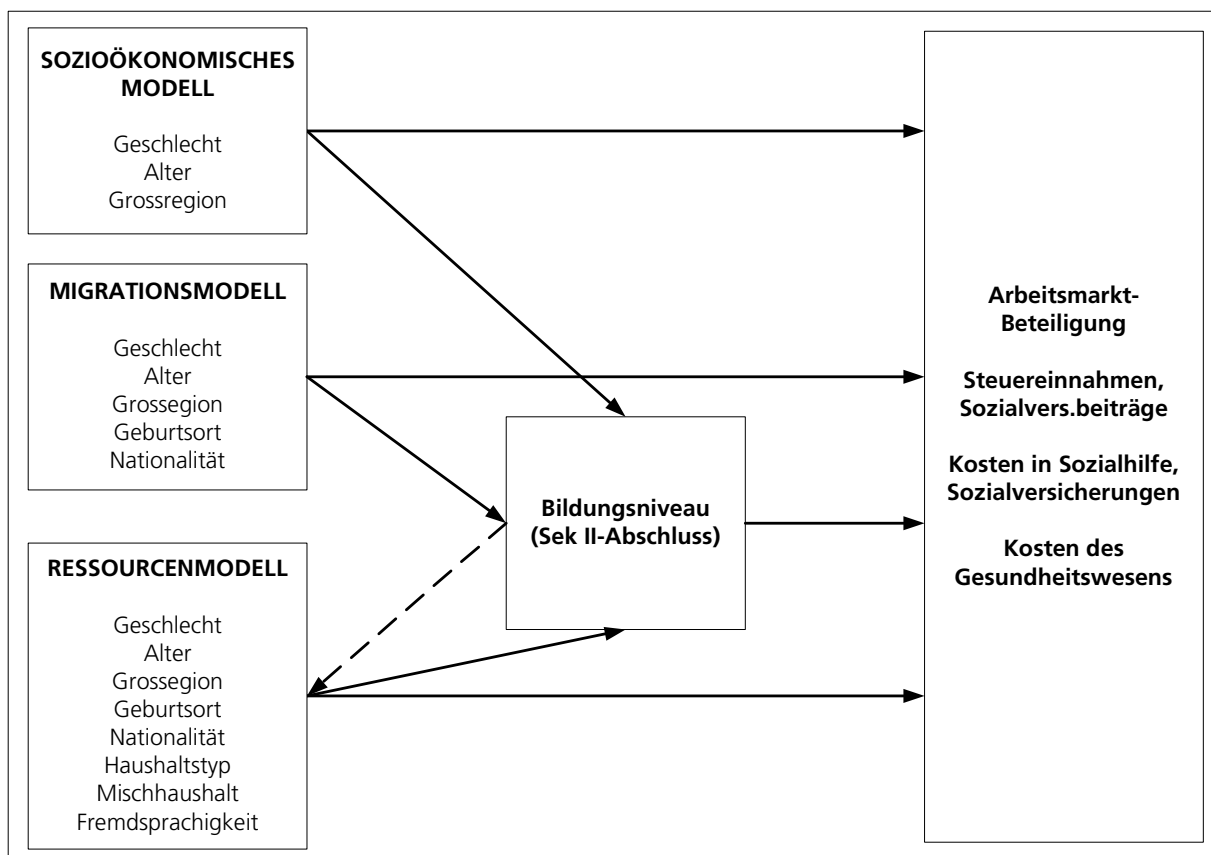 SOZIOÖKONOMISCHES
MODELL
Geschlecht
Alter
Grossregion
MIGRATIONSMODELL
Geschlecht
Alter
Grossegion
Geburtsort
Nationalität
RESSOURCENMODELL
Geschlecht
Alter
Grossegion
Geburtsort
Nationalität
Haushaltstyp
Mischhaushalt
Fremdsprachigkeit
Bildungsniveau
(Sek II-Abschluss)
Arbeitsmarkt-
Beteiligung
Steuereinnahmen,
Sozialvers.beiträge
Kosten in Sozialhilfe,
Sozialversicherungen
Kosten des
Gesundheitswesens